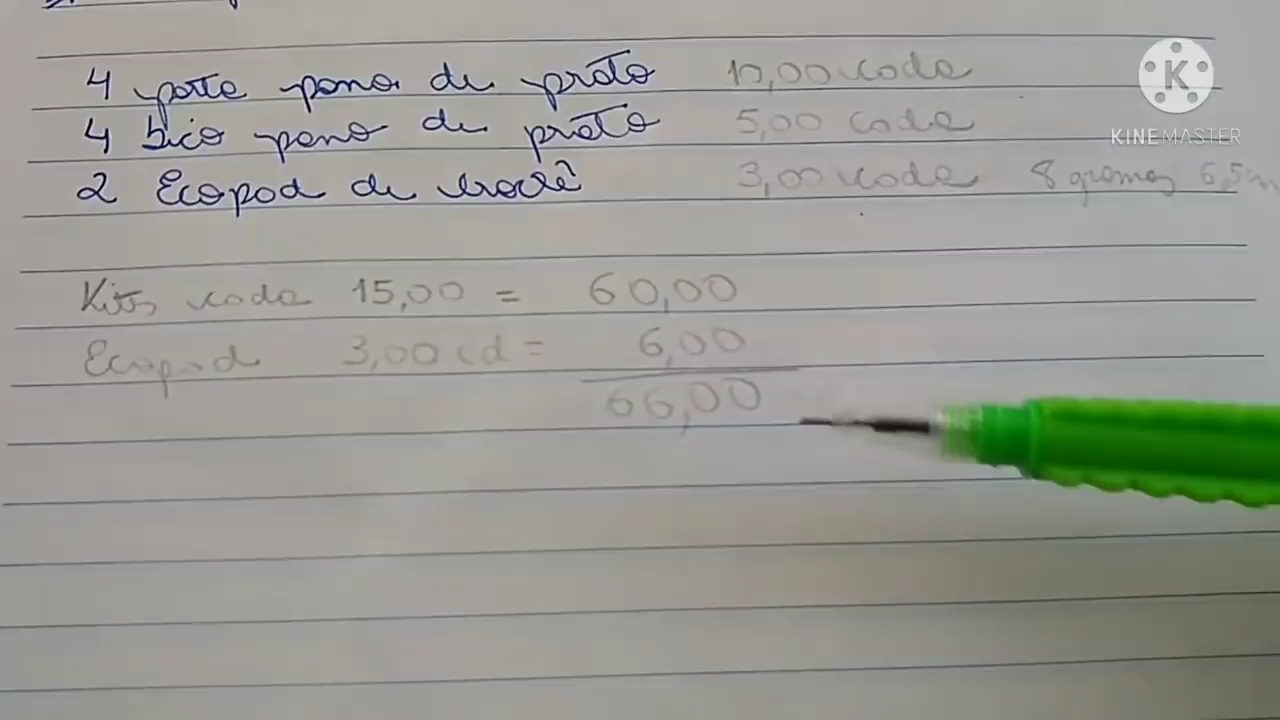 4 porta pano de prato 10,00 cada
4 bico pano de prato 5,00 cada
2 Ecopad de crochê 3,00 cada 8 gramas 6,5cm
Kits cada 15,00 = 60,00
Ecopad 3,00 cd = 6,00
66,00
K
KINEMASTER